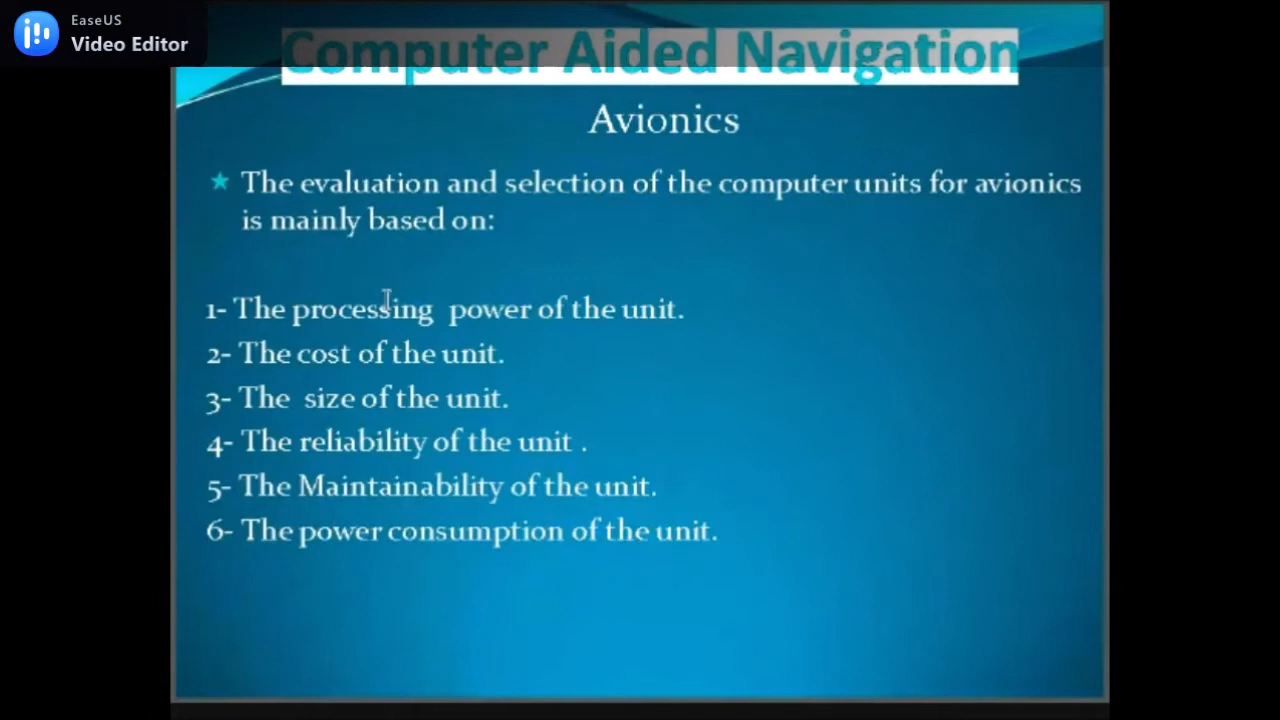 EaseUS
Video Editor
Computer Aided Navigation
Avionics
The evaluation and selection of the computer units for avionics
is mainly based on:
1- The processing power of the unit.
2- The cost of the unit.
3- The size of the unit.
4- The reliability of the unit .
5- The Maintainability of the unit.
6- The power consumption of the unit.